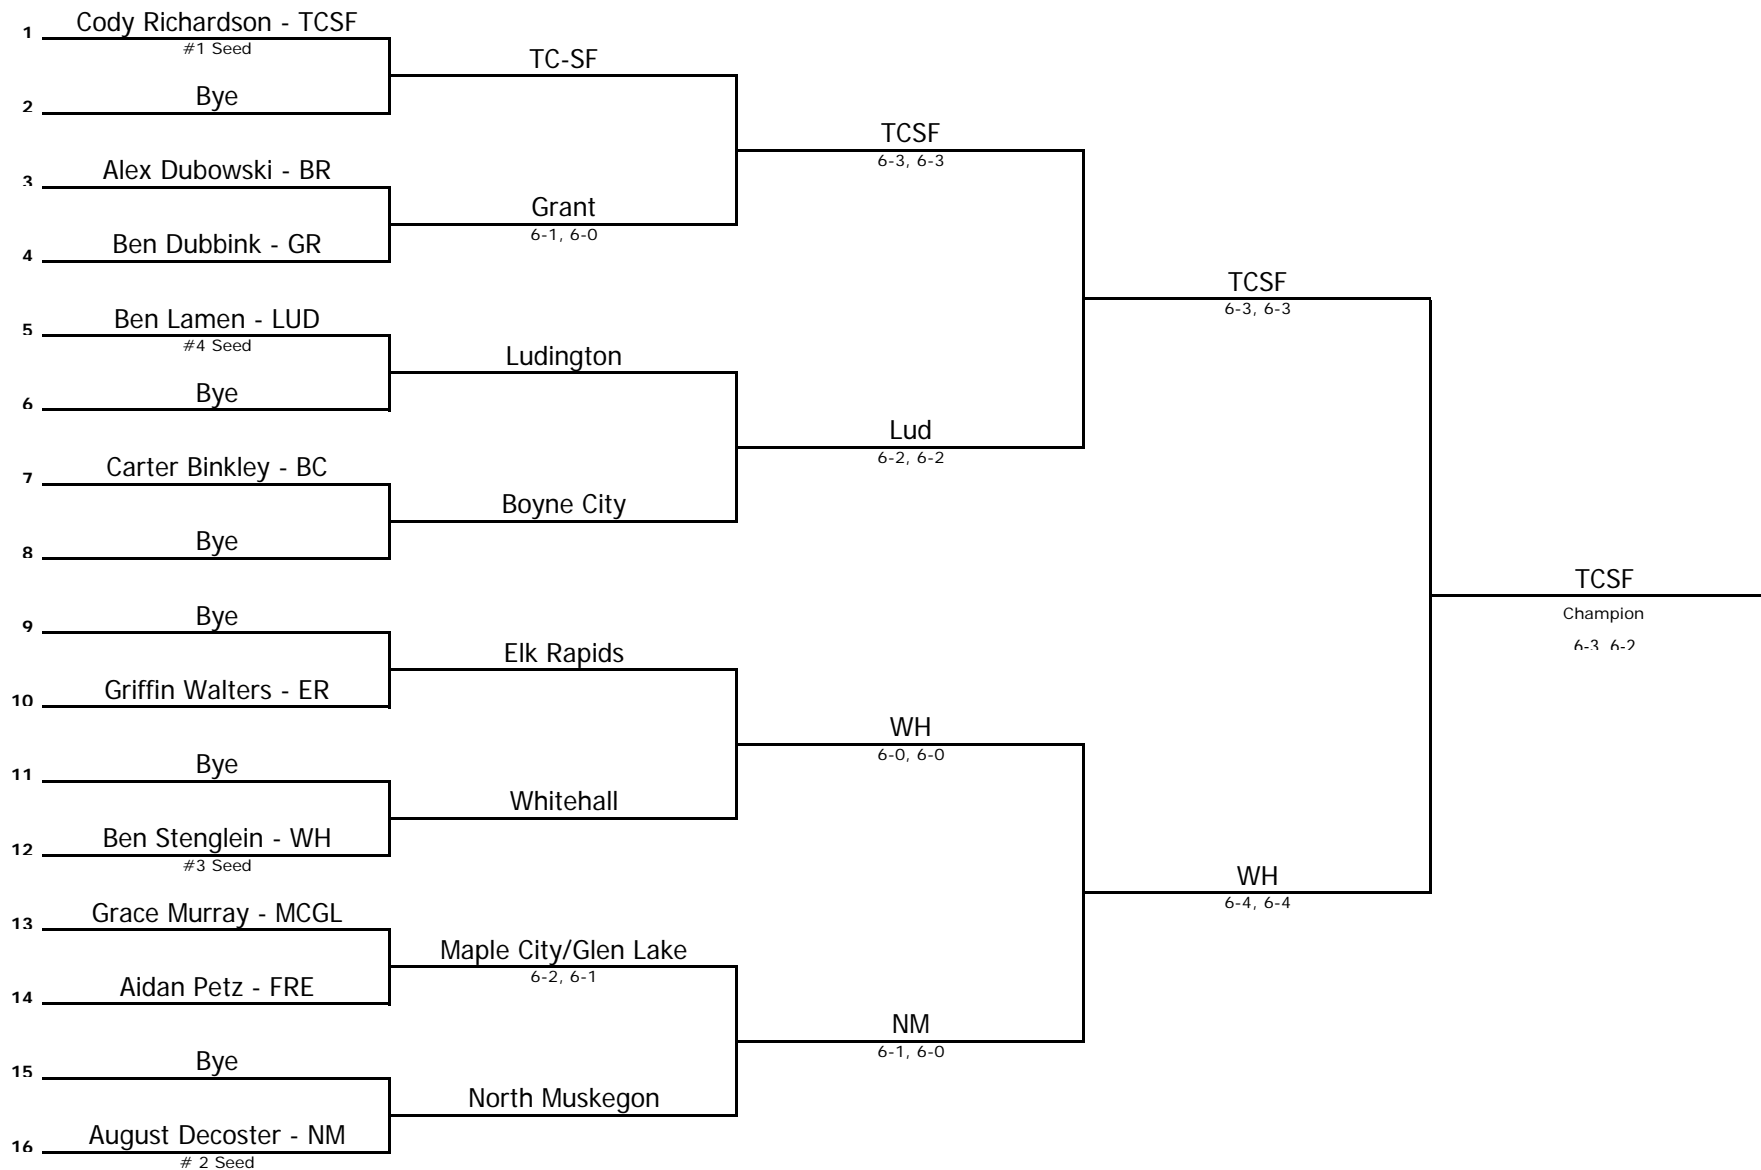 1 Cody Richardson - TCSF
#1 Seed
TC-SF
2 Bye
TCSF
6-3, 6-3
3 Alex Dubowski - BR
Grant
6-1, 6-0
4 Ben Dubbink - GR
TCSF
6-3, 6-3
5 Ben Lamen - LUD
#4 Seed
Ludington
6 Bye
Lud
6-2, 6-2
7 Carter Binkley - BC
Boyne City
8 Bye
TCSF
Champion
6-3, 6-2
9 Bye
Elk Rapids
10 Griffin Walters - ER
WH
6-0, 6-0
11 Bye
Whitehall
12 Ben Stenglein - WH
#3 Seed
WH
6-4, 6-4
13 Grace Murray - MCGL
Maple City/Glen Lake
6-2, 6-1
14 Aidan Petz - FRE
NM
6-1, 6-0
15 Bye
North Muskegon
16 August Decoster - NM
# 2 Seed